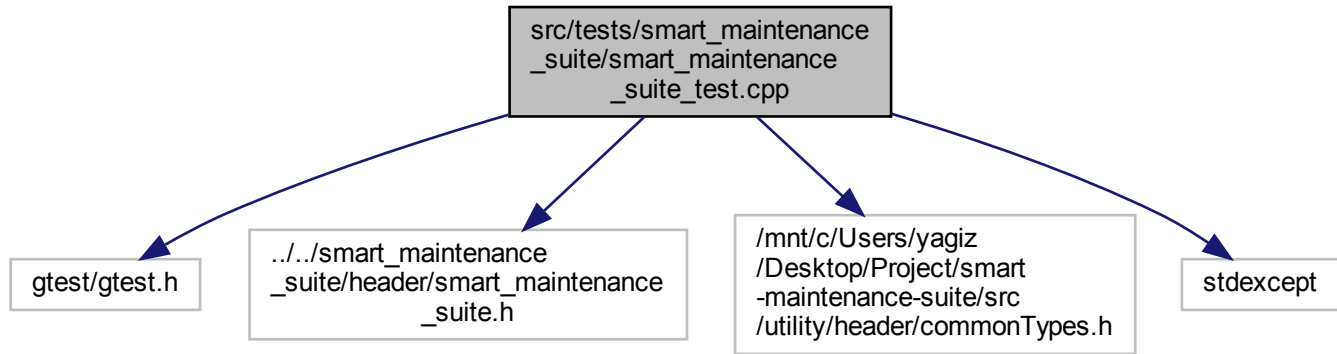 src/tests/smart_maintenance
_suite/smart_maintenance
_suite_test.cpp
gtest/gtest.h
../../smart_maintenance
_suite/header/smart_maintenance
_suite.h
/mnt/c/Users/yagiz
/Desktop/Project/smart
-maintenance-suite/src
/utility/header/commonTypes.h
stdexcept